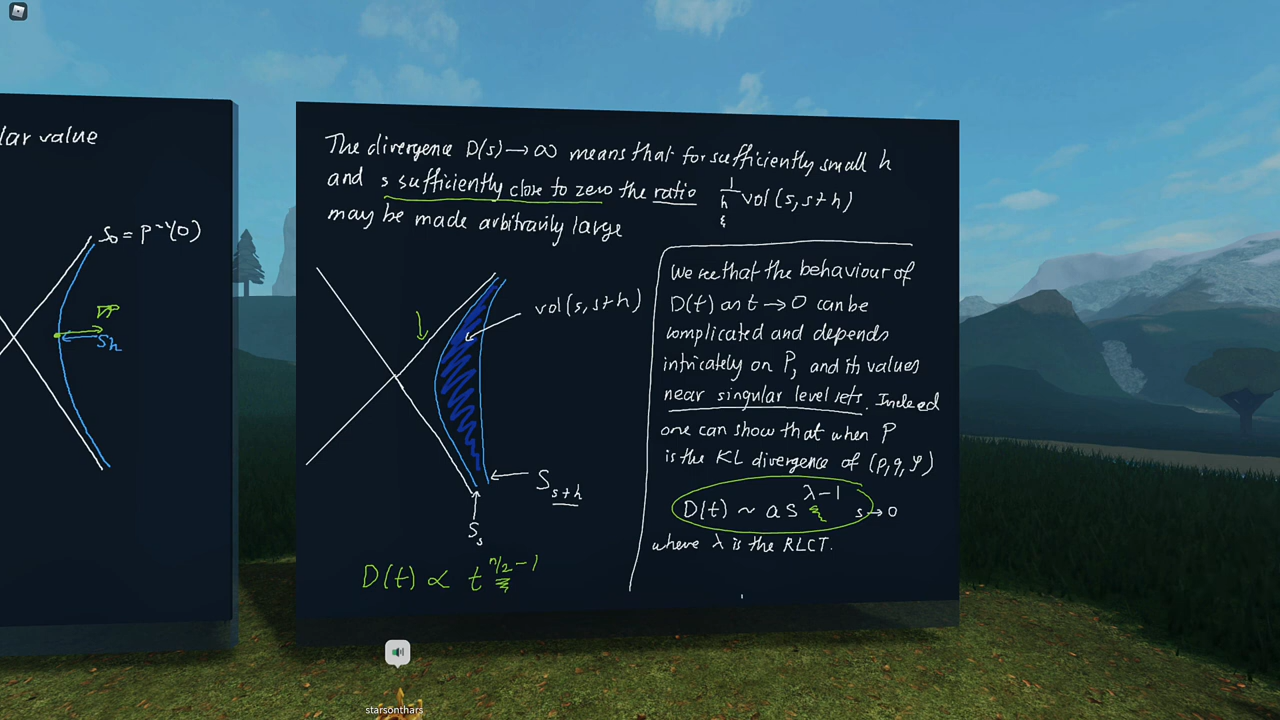 lar value
S₀ = P⁻¹(0)
∇P
Sh
The divergence D(s) → ∞ means that for sufficiently small h
and s sufficiently close to zero the ratio 1/h vol(s, s+h)
may be made arbitrarily large
vol(s, s+h)
S_{s+h}
S_s
D(t) ∝ t^{n/2 - 1}
We see that the behaviour of
D(t) as t → 0 can be
complicated and depends
intricately on P, and its values
near singular level sets. Indeed
one can show that when P
is the KL divergence of (p, q, φ)
D(t) ~ a s^{λ-1} s → 0
where λ is the RLCT.
starsonthars